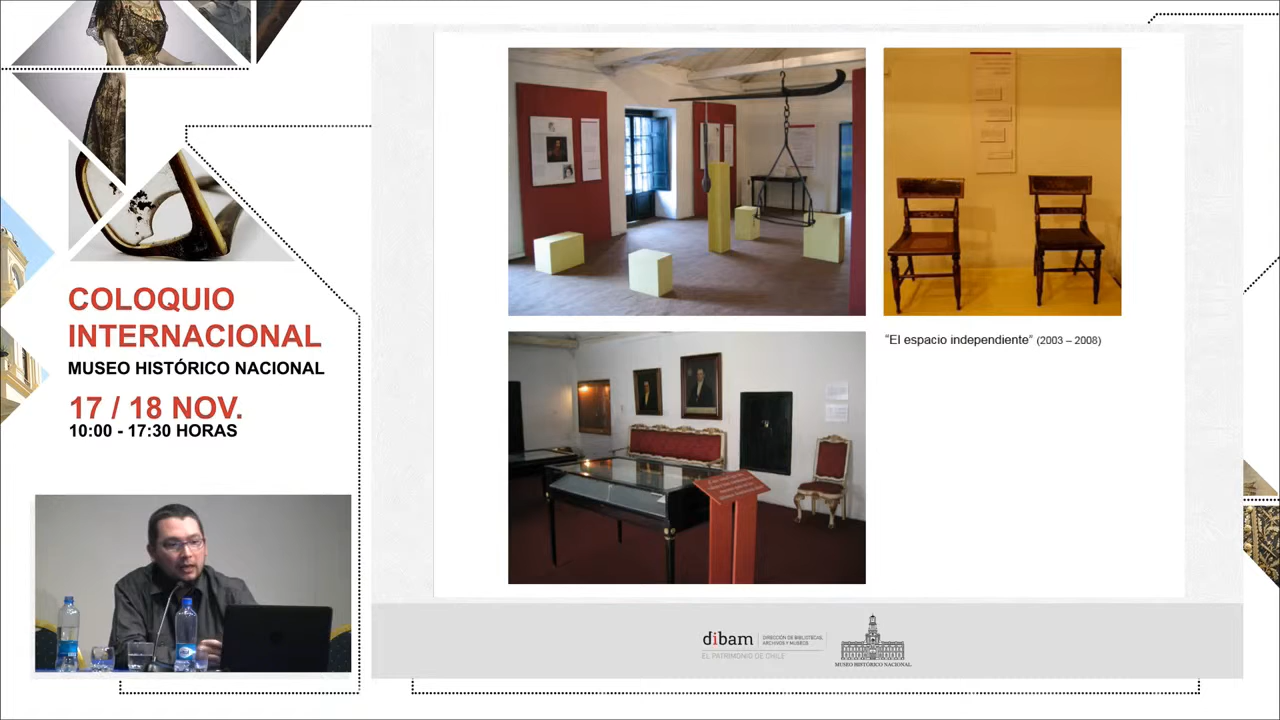 COLOQUIO
INTERNACIONAL
MUSEO HISTÓRICO NACIONAL
17 / 18 NOV.
10:00 - 17:30 HORAS
“El espacio independiente” (2003 – 2008)
dibam
DIRECCIÓN DE BIBLIOTECAS,
ARCHIVOS Y MUSEOS
EL PATRIMONIO DE CHILE
MUSEO HISTÓRICO NACIONAL